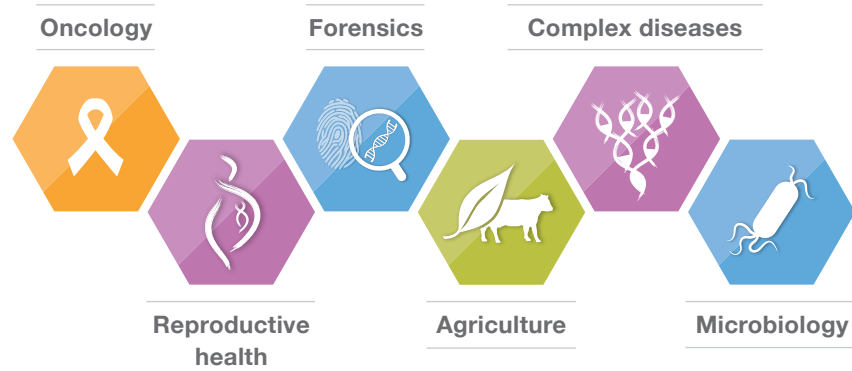 Oncology
Forensics
Complex diseases
Reproductive
health
Agriculture
Microbiology